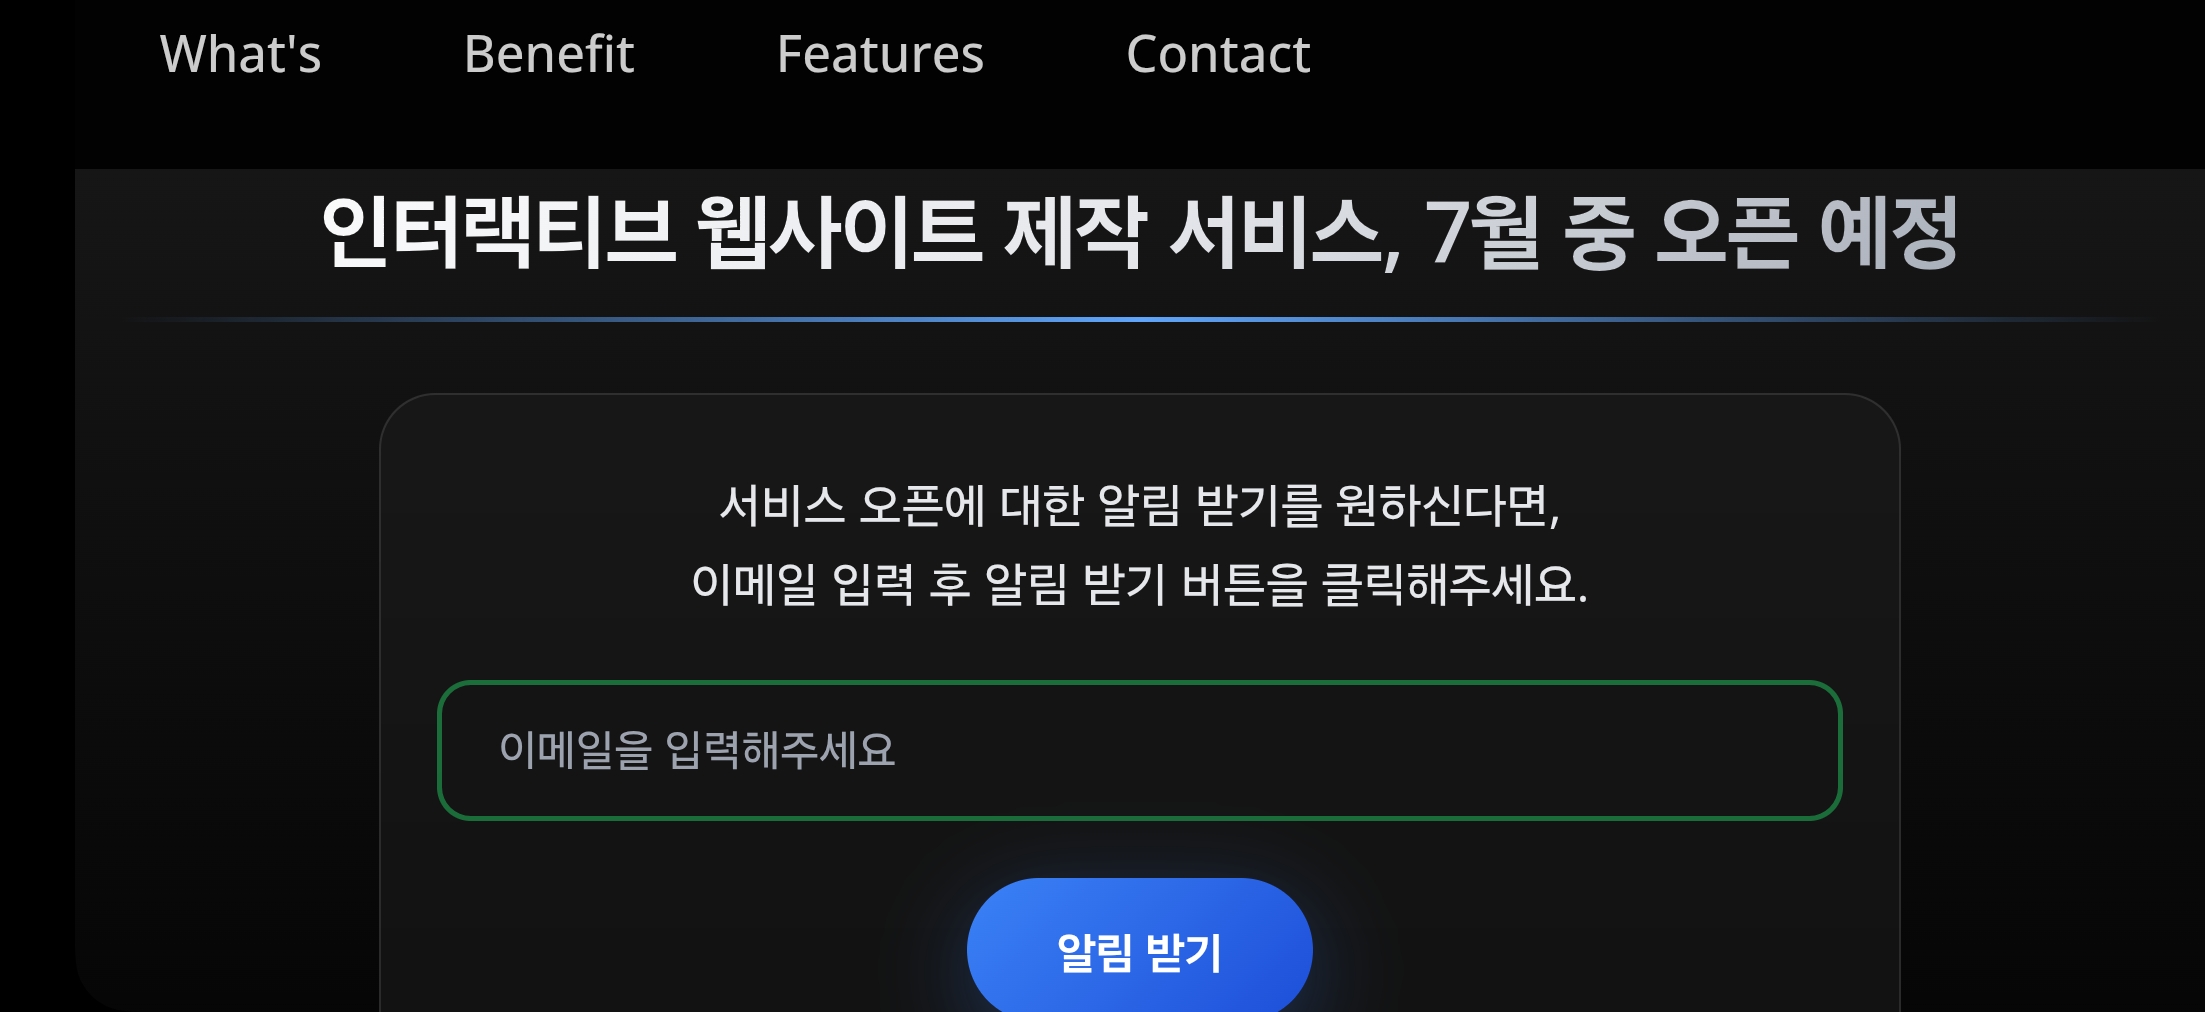 What's Benefit Features Contact
인터랙티브 웹사이트 제작 서비스, 7월 중 오픈 예정
서비스 오픈에 대한 알림 받기를 원하신다면,
이메일 입력 후 알림 받기 버튼을 클릭해주세요.
이메일을 입력해주세요
알림 받기